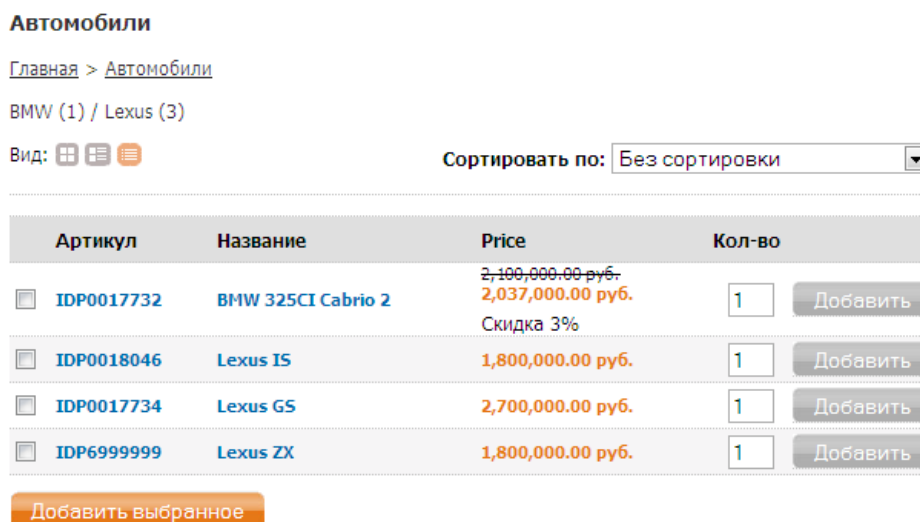 Автомобили
Главная > Автомобили
BMW (1) / Lexus (3)
Вид:
Сортировать по: Без сортировки
Артикул Название Price Кол-во
2,100,000.00 руб.
IDP0017732 BMW 325CI Cabrio 2 2,037,000.00 руб. 1 Добавить
Скидка 3%
IDP0018046 Lexus IS 1,800,000.00 руб. 1 Добавить
IDP0017734 Lexus GS 2,700,000.00 руб. 1 Добавить
IDP6999999 Lexus ZX 1,800,000.00 руб. 1 Добавить
Добавить выбранное